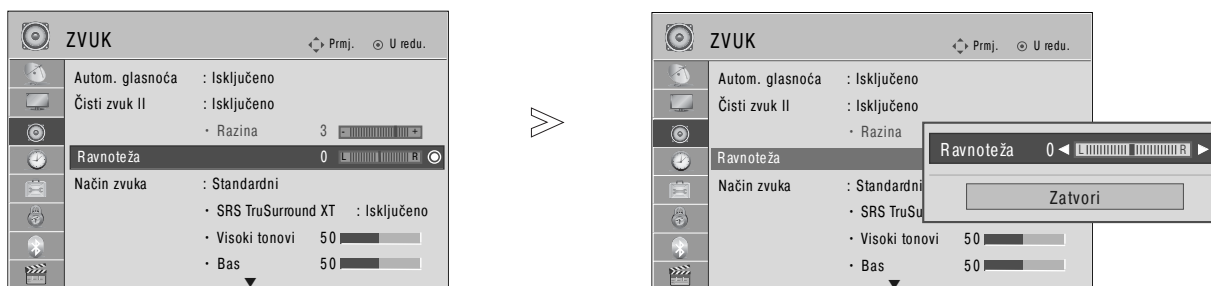 ZVUK Prmj. U redu.
Autom. glasnoća : Isključeno
Čisti zvuk II : Isključeno
• Razina 3 - +
Ravnoteža 0 L R
Način zvuka : Standardni
• SRS TruSurround XT : Isključeno
• Visoki tonovi 50
• Bas 50
ZVUK Prmj. U redu.
Autom. glasnoća : Isključeno
Čisti zvuk II : Isključeno
• Razina
Ravnoteža
Ravnoteža 0 L R
Zatvori
Način zvuka : Standardni
• SRS TruSu
• Visoki tonovi 50
• Bas 50